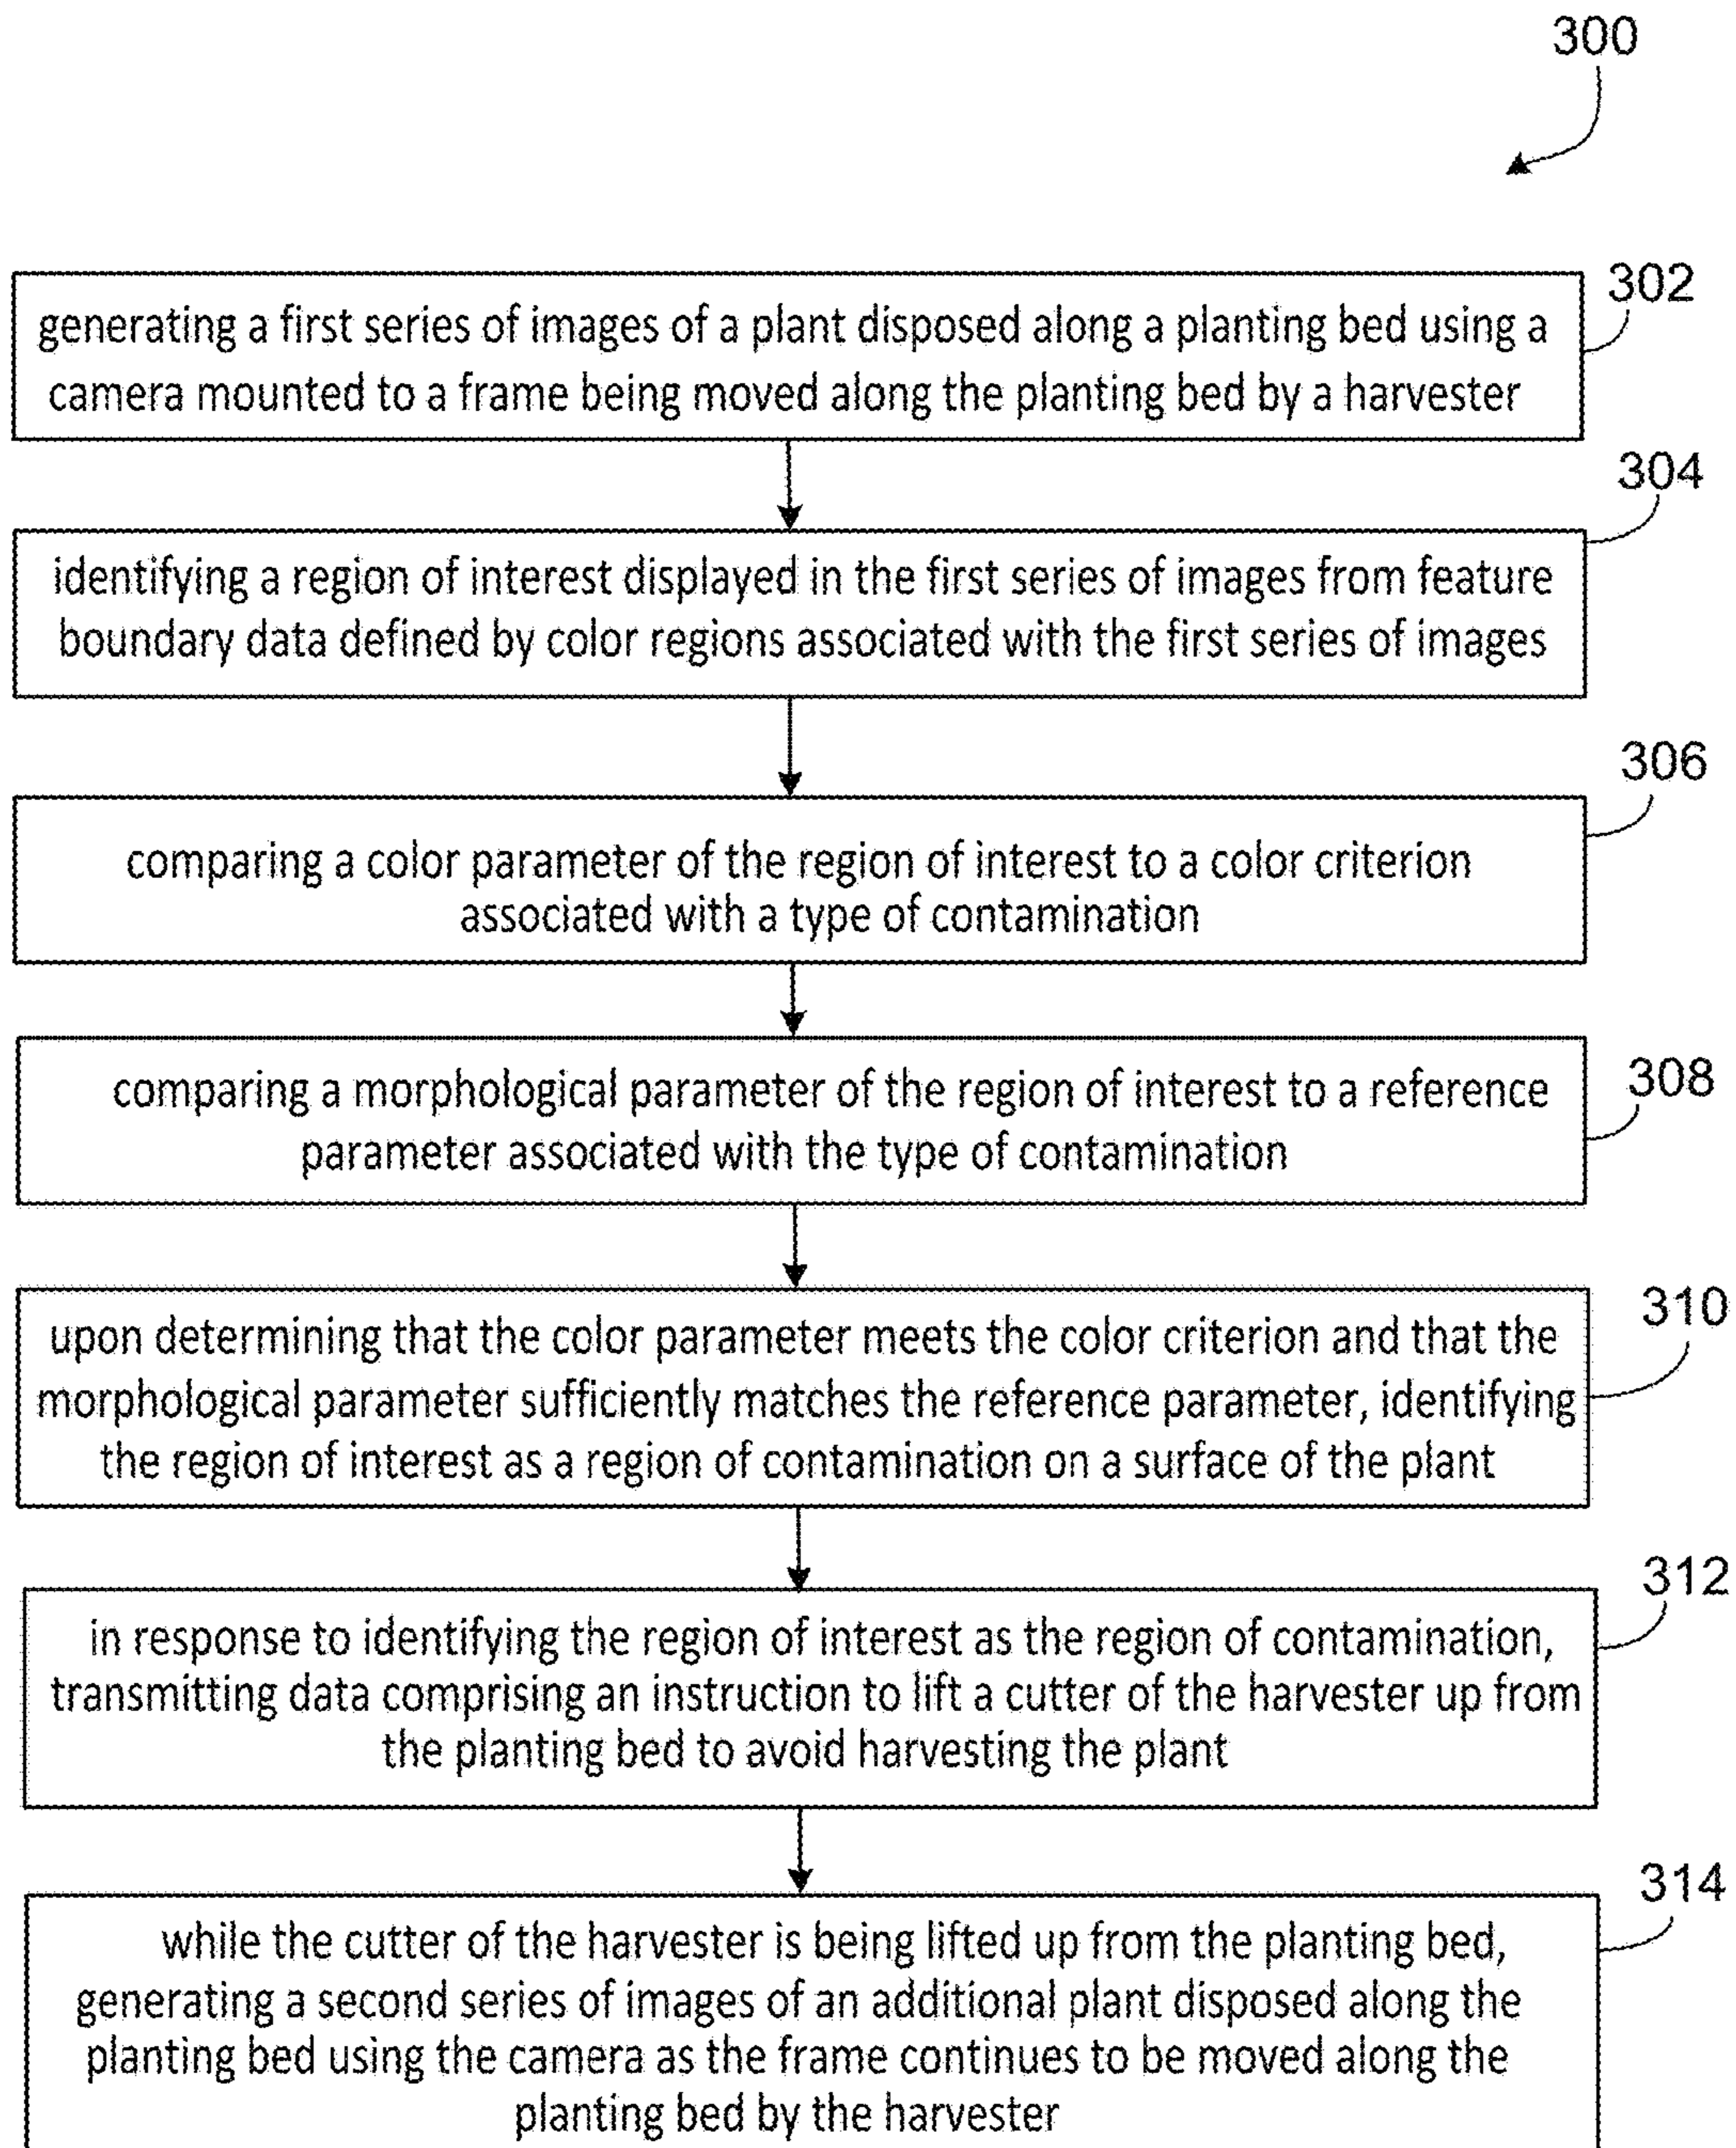 300
302
generating a first series of images of a plant disposed along a planting bed using a
camera mounted to a frame being moved along the planting bed by a harvester
304
identifying a region of interest displayed in the first series of images from feature
boundary data defined by color regions associated with the first series of images
306
comparing a color parameter of the region of interest to a color criterion
associated with a type of contamination
308
comparing a morphological parameter of the region of interest to a reference
parameter associated with the type of contamination
310
upon determining that the color parameter meets the color criterion and that the
morphological parameter sufficiently matches the reference parameter, identifying
the region of interest as a region of contamination on a surface of the plant
312
in response to identifying the region of interest as the region of contamination,
transmitting data comprising an instruction to lift a cutter of the harvester up from
the planting bed to avoid harvesting the plant
314
while the cutter of the harvester is being lifted up from the planting bed,
generating a second series of images of an additional plant disposed along the
planting bed using the camera as the frame continues to be moved along the
planting bed by the harvester